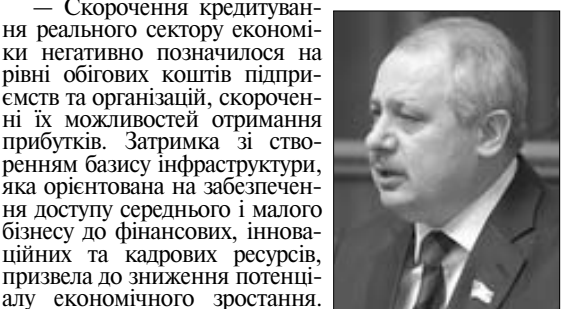 — Скорочення кредитуван-
ня реального сектору економі-
ки негативно позначилося на
рівні обігових коштів підпри-
ємств та організацій, скорочен-
ні їх можливостей отримання
прибутків. Затримка зі ство-
ренням базису інфраструктури,
яка орієнтована на забезпечен-
ня доступу середнього і малого
бізнесу до фінансових, іннова-
ційних та кадрових ресурсів,
призвела до зниження потенці-
алу економічного зростання.